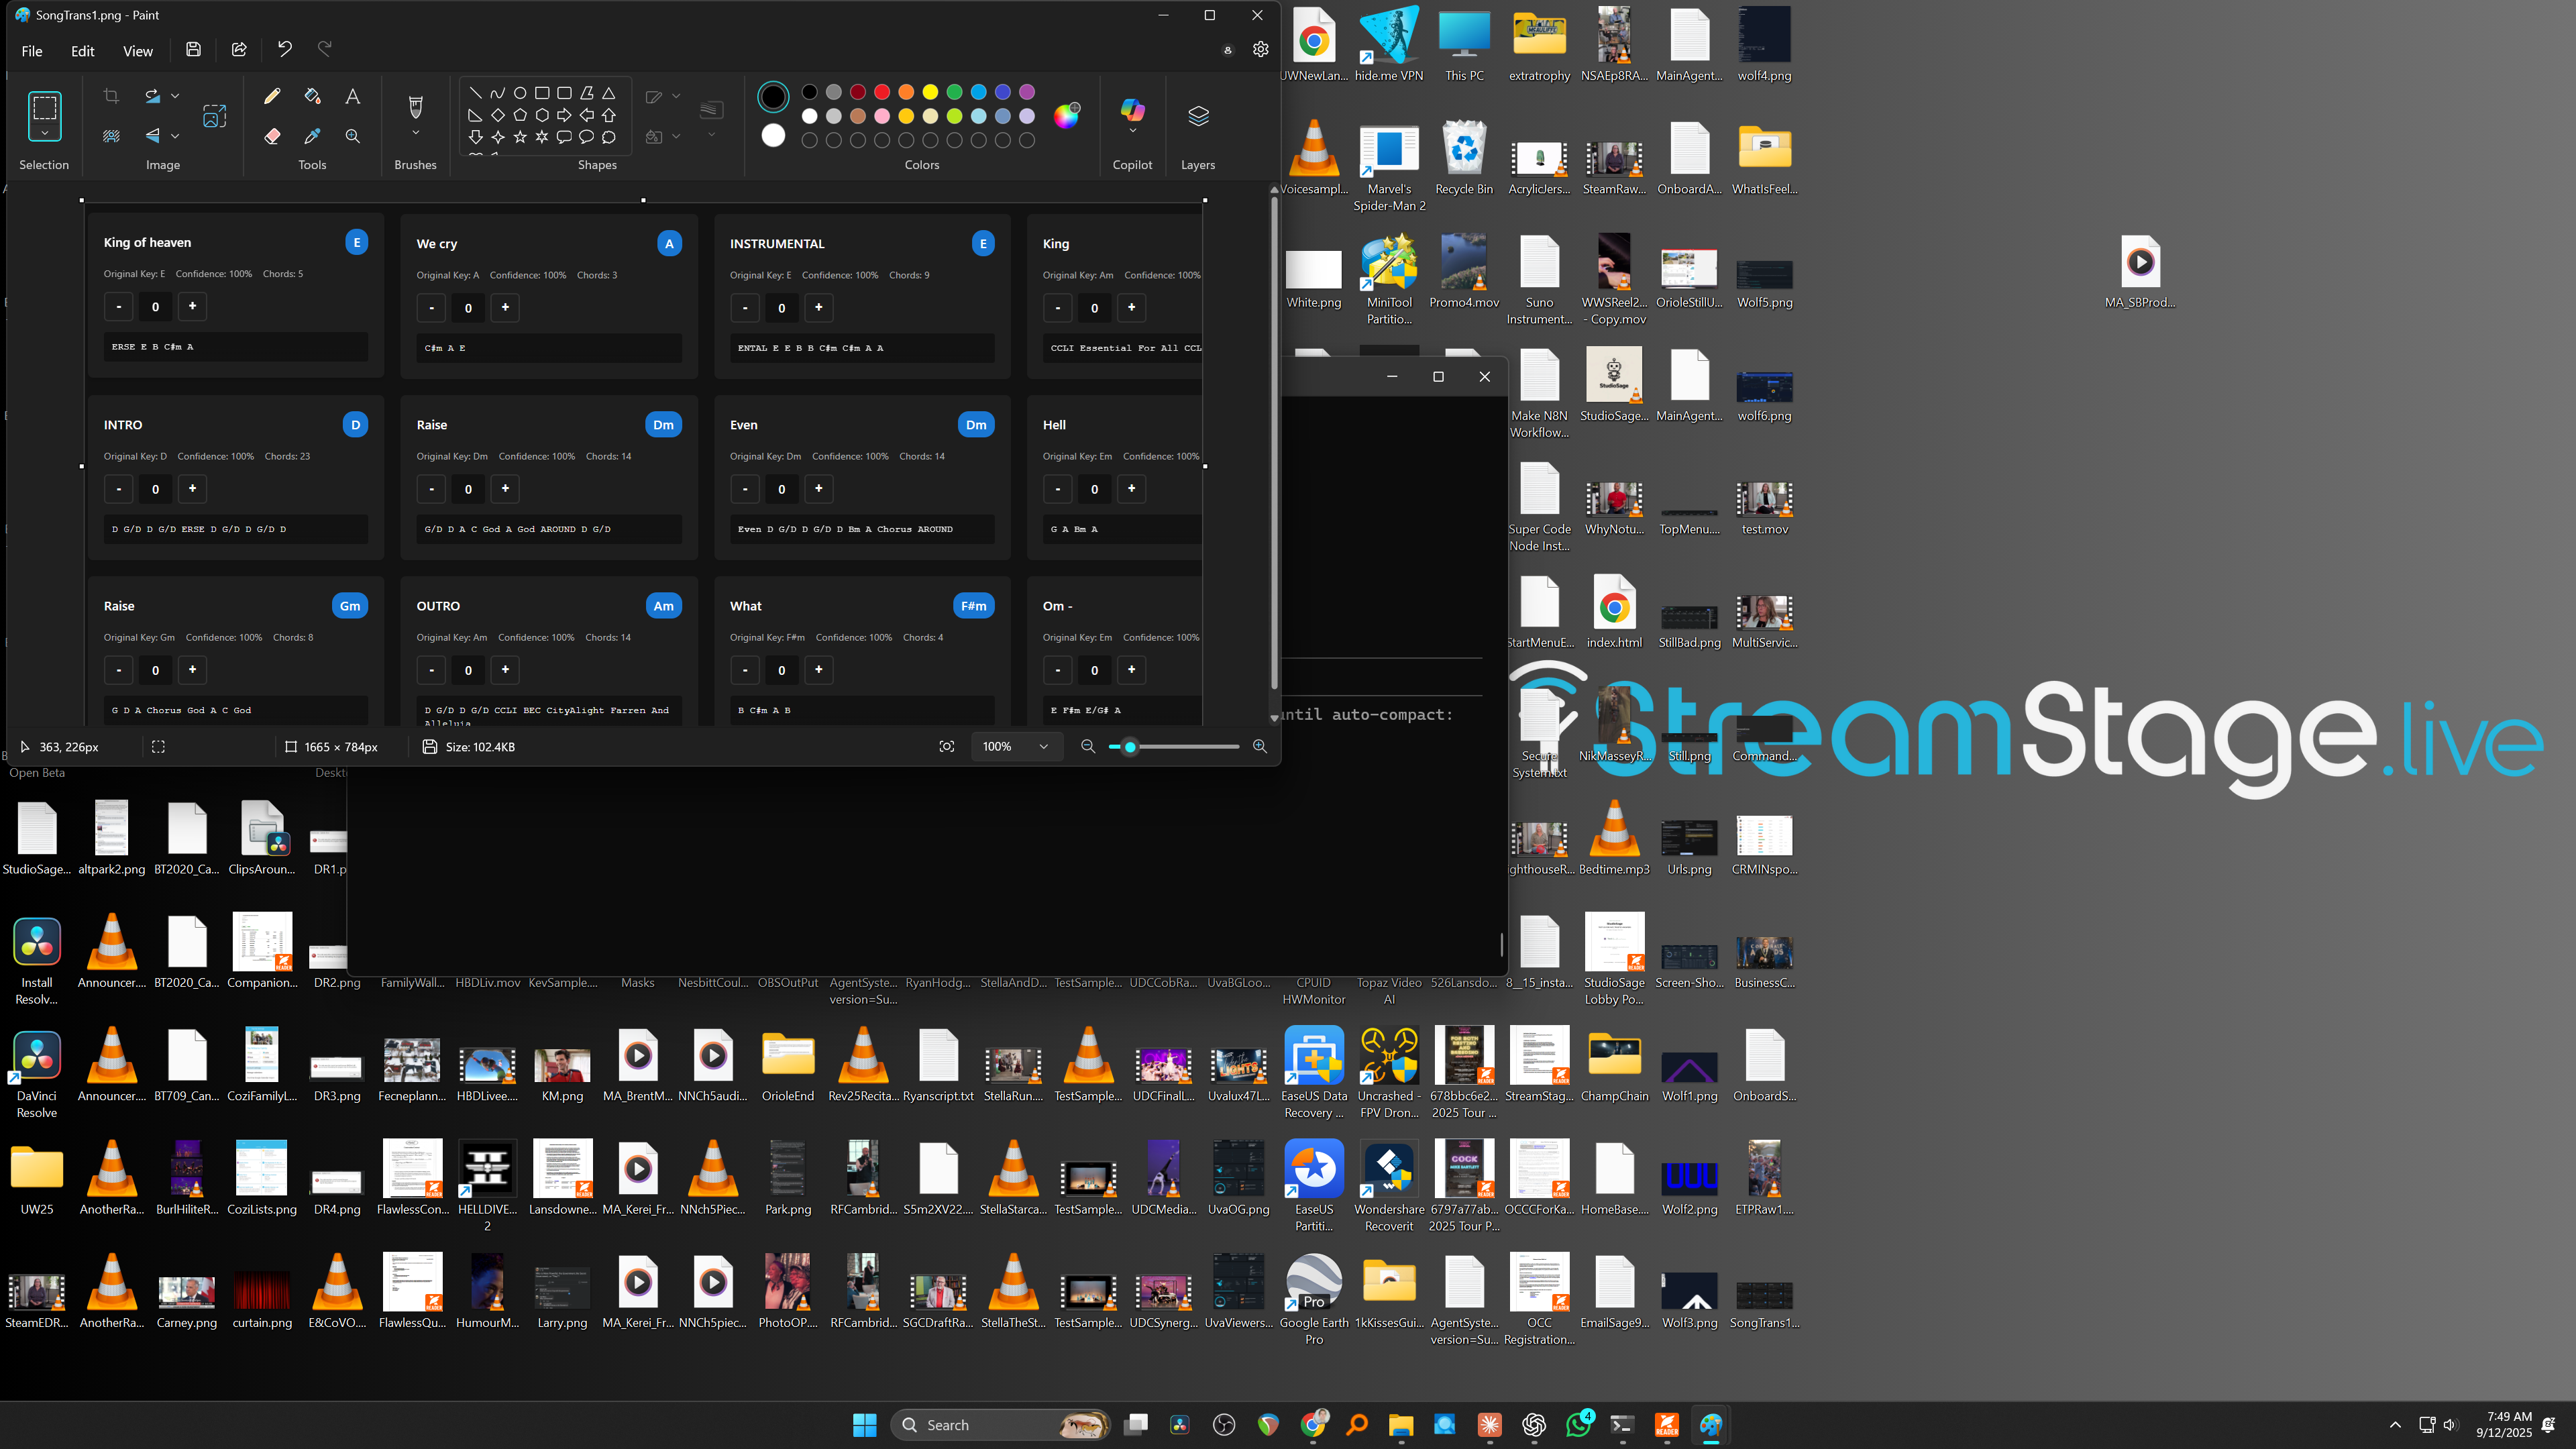 SongTrans1.png - Paint
File
Edit
View
Selection
Image
Tools
Brushes
Shapes
Colors
Copilot
Layers
King of heaven
E
Original Key: E Confidence: 100% Chords: 5
- 0 +
ERSE E B C#m A
We cry
A
Original Key: A Confidence: 100% Chords: 3
- 0 +
C#m A E
INSTRUMENTAL
E
Original Key: E Confidence: 100% Chords: 9
- 0 +
ENTAL E E B B C#m C#m A A
King
Original Key: Am Confidence: 100%
- 0 +
CCLI Essential For All CCL
INTRO
D
Original Key: D Confidence: 100% Chords: 23
- 0 +
D G/D D G/D ERSE D G/D D G/D D
Raise
Dm
Original Key: Dm Confidence: 100% Chords: 14
- 0 +
G/D D A C God A God AROUND D G/D
Even
Dm
Original Key: Dm Confidence: 100% Chords: 14
- 0 +
Even D G/D D G/D D Bm A Chorus AROUND
Hell
Original Key: Em Confidence: 100%
- 0 +
G A Bm A
Raise
Gm
Original Key: Gm Confidence: 100% Chords: 8
- 0 +
G D A Chorus God A C God
OUTRO
Am
Original Key: Am Confidence: 100% Chords: 14
- 0 +
D G/D D G/D CCLI BEC CityAlight Farren And
Alleluia
What
F#m
Original Key: F#m Confidence: 100% Chords: 4
- 0 +
B C#m A B
Om -
Original Key: Em Confidence: 100%
- 0 +
E F#m E/G# A
363, 226px
1665 × 784px
Size: 102.4KB
100%
until auto-compact:
UWNewLan...
hide.me VPN
This PC
extratrophy
NSAEp8RA...
MainAgent...
wolf4.png
Voicesampl...
Marvel's
Spider-Man 2
Recycle Bin
AcrylicJers...
SteamRaw...
OnboardA...
WhatIsFeel...
White.png
MiniTool
Partitio...
Promo4.mov
Suno
Instrument...
WWSReel2...
- Copy.mov
OrioleStillU...
Wolf5.png
MA_SBProd...
Make N8N
Workflow...
StudioSage
StudioSage...
MainAgent...
wolf6.png
Super Code
Node Inst...
WhyNotu...
TopMenu....
test.mov
StartMenuE...
index.html
StillBad.png
MultiServic...
StreamStage.live
Secure
System.txt
NikMasseyR...
Still.png
Command...
Open Beta
StudioSage...
altpark2.png
BT2020_Ca...
ClipsAroun...
ighthouseR...
Bedtime.mp3
Urls.png
CRMINspo...
Install
Resolv...
Announcer...
BT2020_Ca...
Companion...
DR2.png
FamilyWall...
HBDLiv.mov
KevSample....
Masks
NesbittCoul...
OBSOutPut
AgentSyste...
version=Su...
RyanHodg...
StellaAndD...
TestSample...
UDCCobRa...
UvaBGLoo...
CPUID
HWMonitor
Topaz Video
AI
526Lansdo...
8__15_insta...
StudioSage
Lobby Po...
Screen-Sho...
BusinessC...
DaVinci
Resolve
Announcer....
BT709_Can...
CoziFamilyL...
DR3.png
Fecneplann...
HBDLivee....
KM.png
MA_BrentM...
NNCh5audi...
OrioleEnd
Rev25Recita...
Ryanscript.txt
StellaRun....
TestSample...
UDCFinalL...
Uvalux47L...
EaseUS Data
Recovery ...
Uncrashed -
FPV Dron...
678bbc6e2...
2025 Tour ...
StreamStag...
ChampChain
Wolf1.png
OnboardS...
UW25
AnotherRa...
BurlHiliteR...
CoziLists.png
DR4.png
FlawlessCon...
HELLDIVE...
2
Lansdowne...
MA_Kerei_Fr...
NNch5Piec...
Park.png
RFCambrid...
S5m2XV22....
StellaStarca...
TestSample...
UDCMedia...
UvaOG.png
EaseUS
Partiti...
Wondershare
Recoverit
6797a77ab...
2025 Tour P...
OCCCForKa...
HomeBase....
Wolf2.png
ETPRaw1....
SteamEDR...
AnotherRa...
Carney.png
curtain.png
E&CoVO....
FlawlessQu...
HumourM...
Larry.png
MA_Kerei_Fr...
NNCh5piec...
PhotoOP....
RFCambrid...
SGCDraftRa...
StellaTheSt...
TestSample...
UDCSynerg...
UvaViewers...
Google Earth
Pro
1kKissesGui...
AgentSyste...
version=Su...
OCC
Registration...
EmailSage9...
Wolf3.png
SongTrans1...
Search
4
7:49 AM
9/12/2025